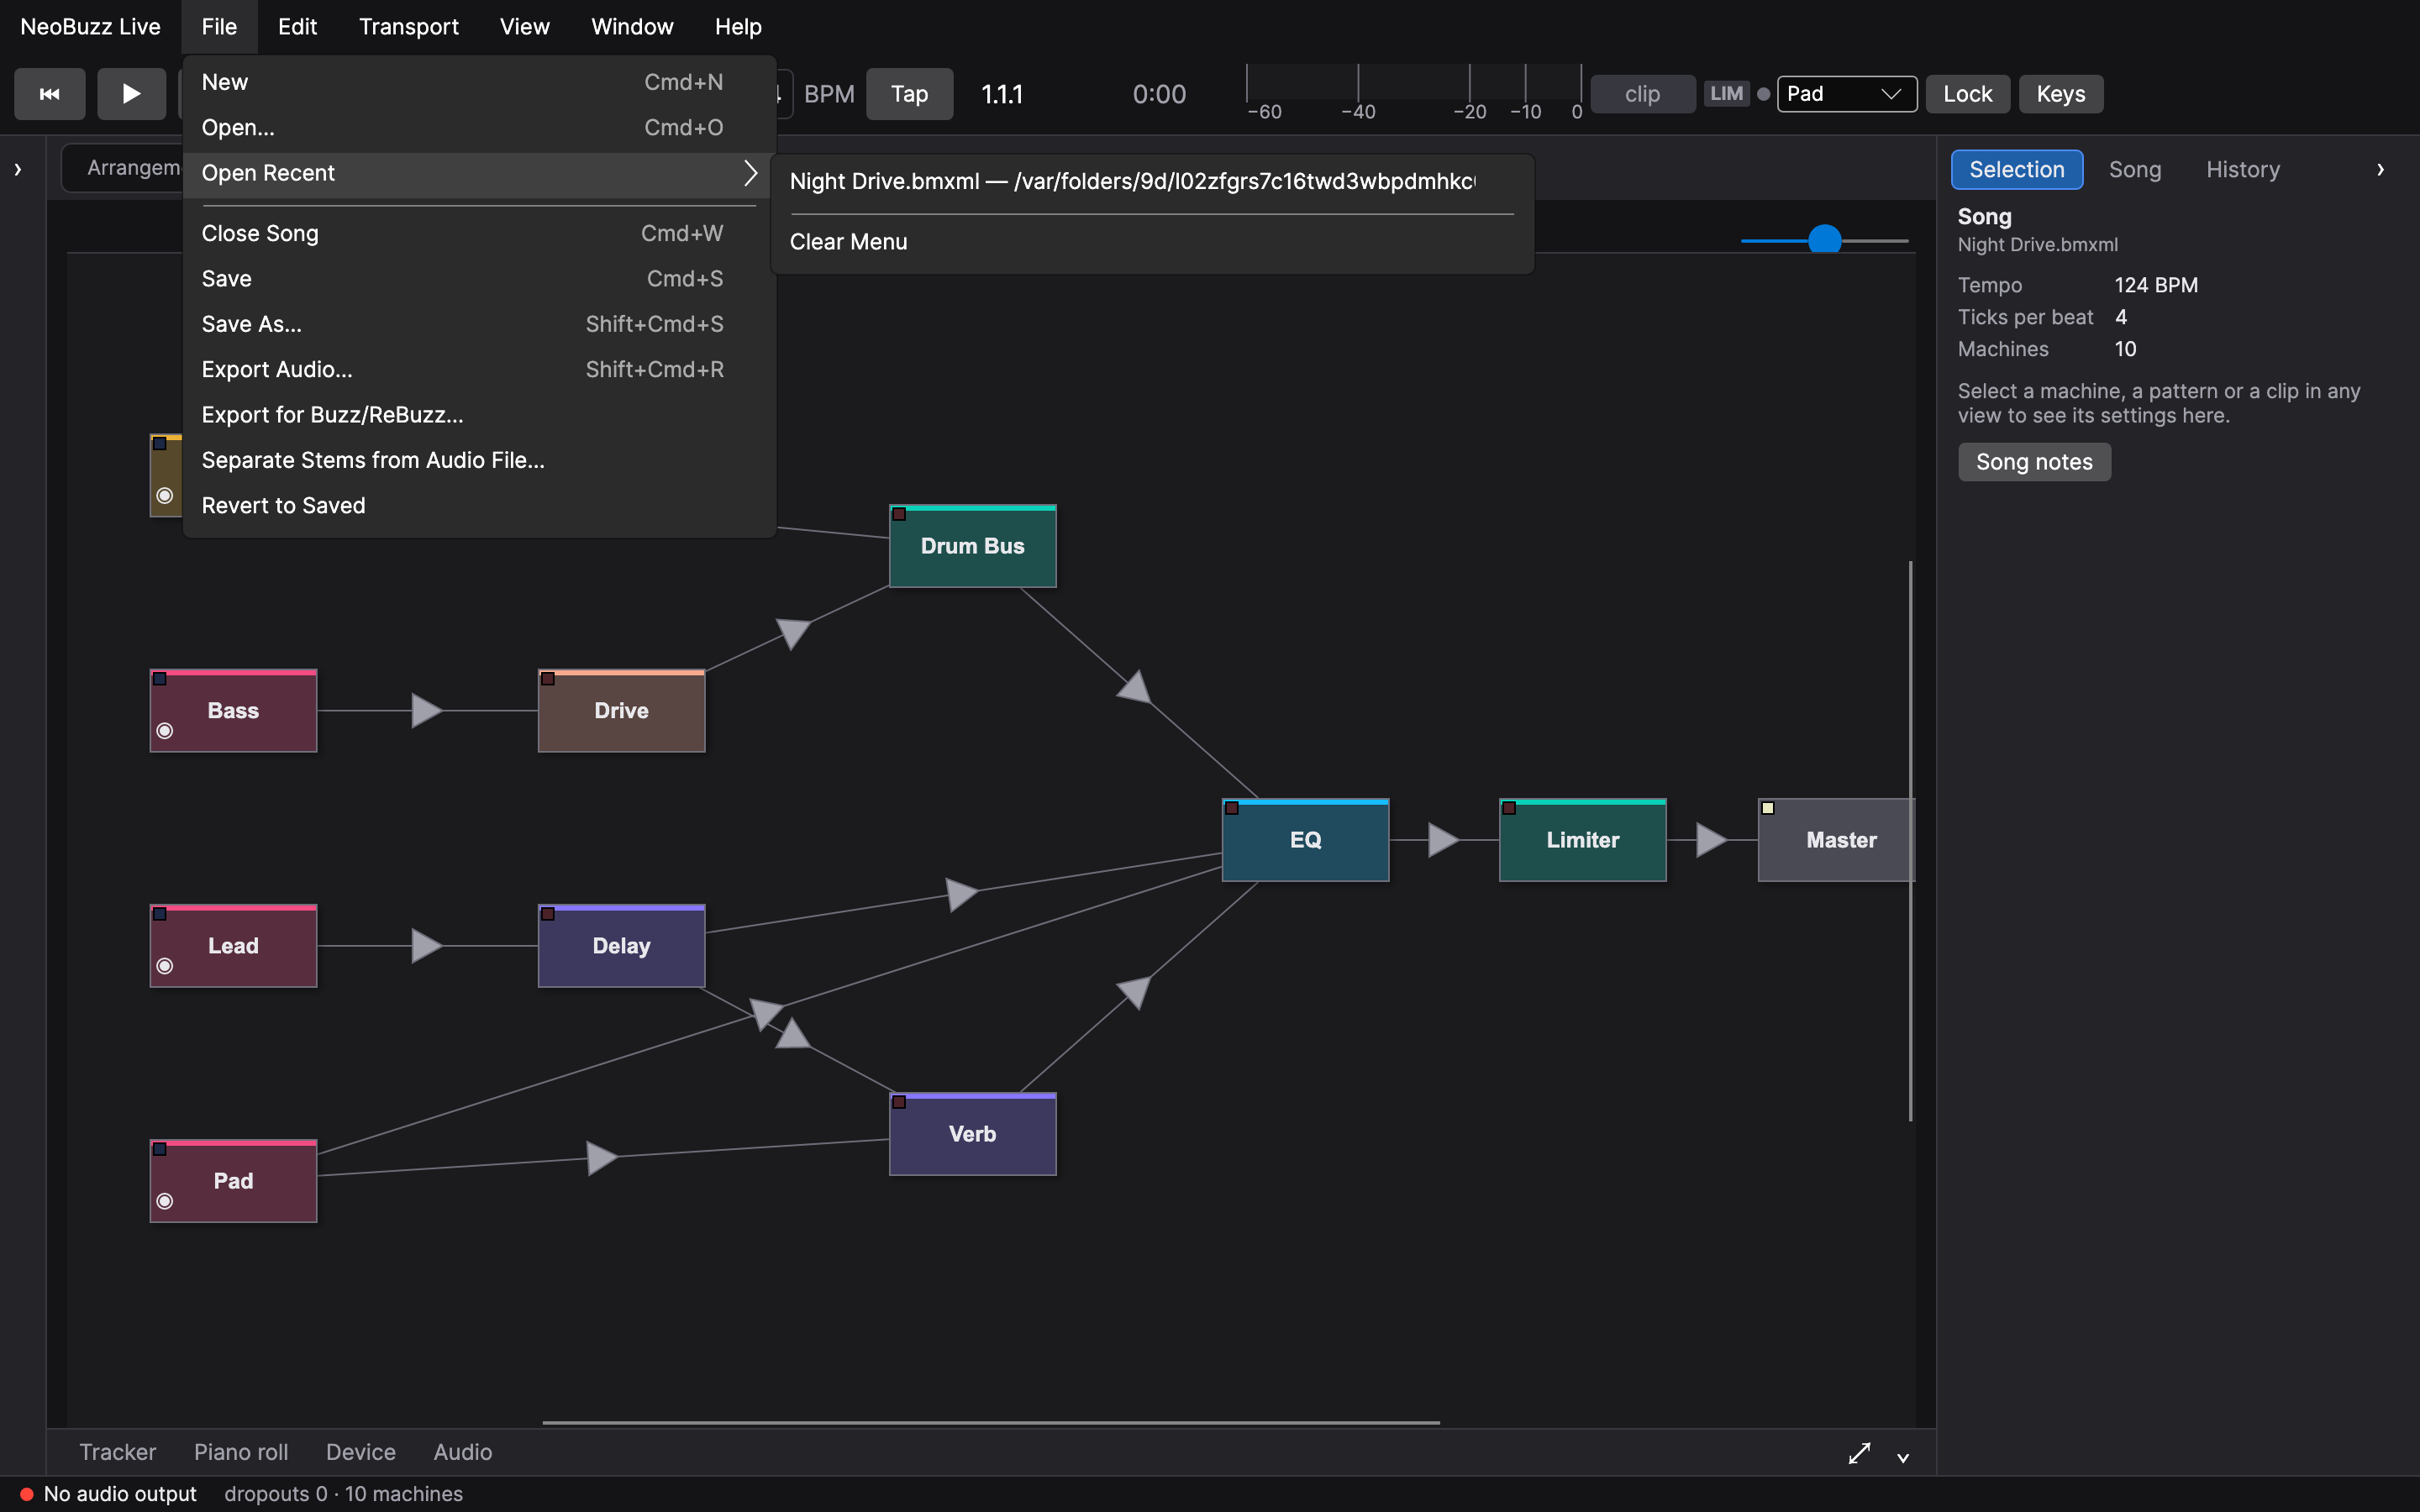 NeoBuzz Live File Edit Transport View Window Help
BPM Tap 1.1.1 0:00 -60 -40 -20 -10 0 clip LIM Pad Lock Keys
New Cmd+N
Open... Cmd+O
Open Recent
Close Song Cmd+W
Save Cmd+S
Save As... Shift+Cmd+S
Export Audio... Shift+Cmd+R
Export for Buzz/ReBuzz...
Separate Stems from Audio File...
Revert to Saved
Night Drive.bmxml — /var/folders/9d/l02zfgrs7c16twd3wbpdmhkc
Clear Menu
Selection Song History
Song
Night Drive.bmxml
Tempo 124 BPM
Ticks per beat 4
Machines 10
Select a machine, a pattern or a clip in any
view to see its settings here.
Song notes
Drum Bus
Bass
Drive
EQ
Limiter
Master
Lead
Delay
Verb
Pad
Tracker Piano roll Device Audio
No audio output dropouts 0 · 10 machines